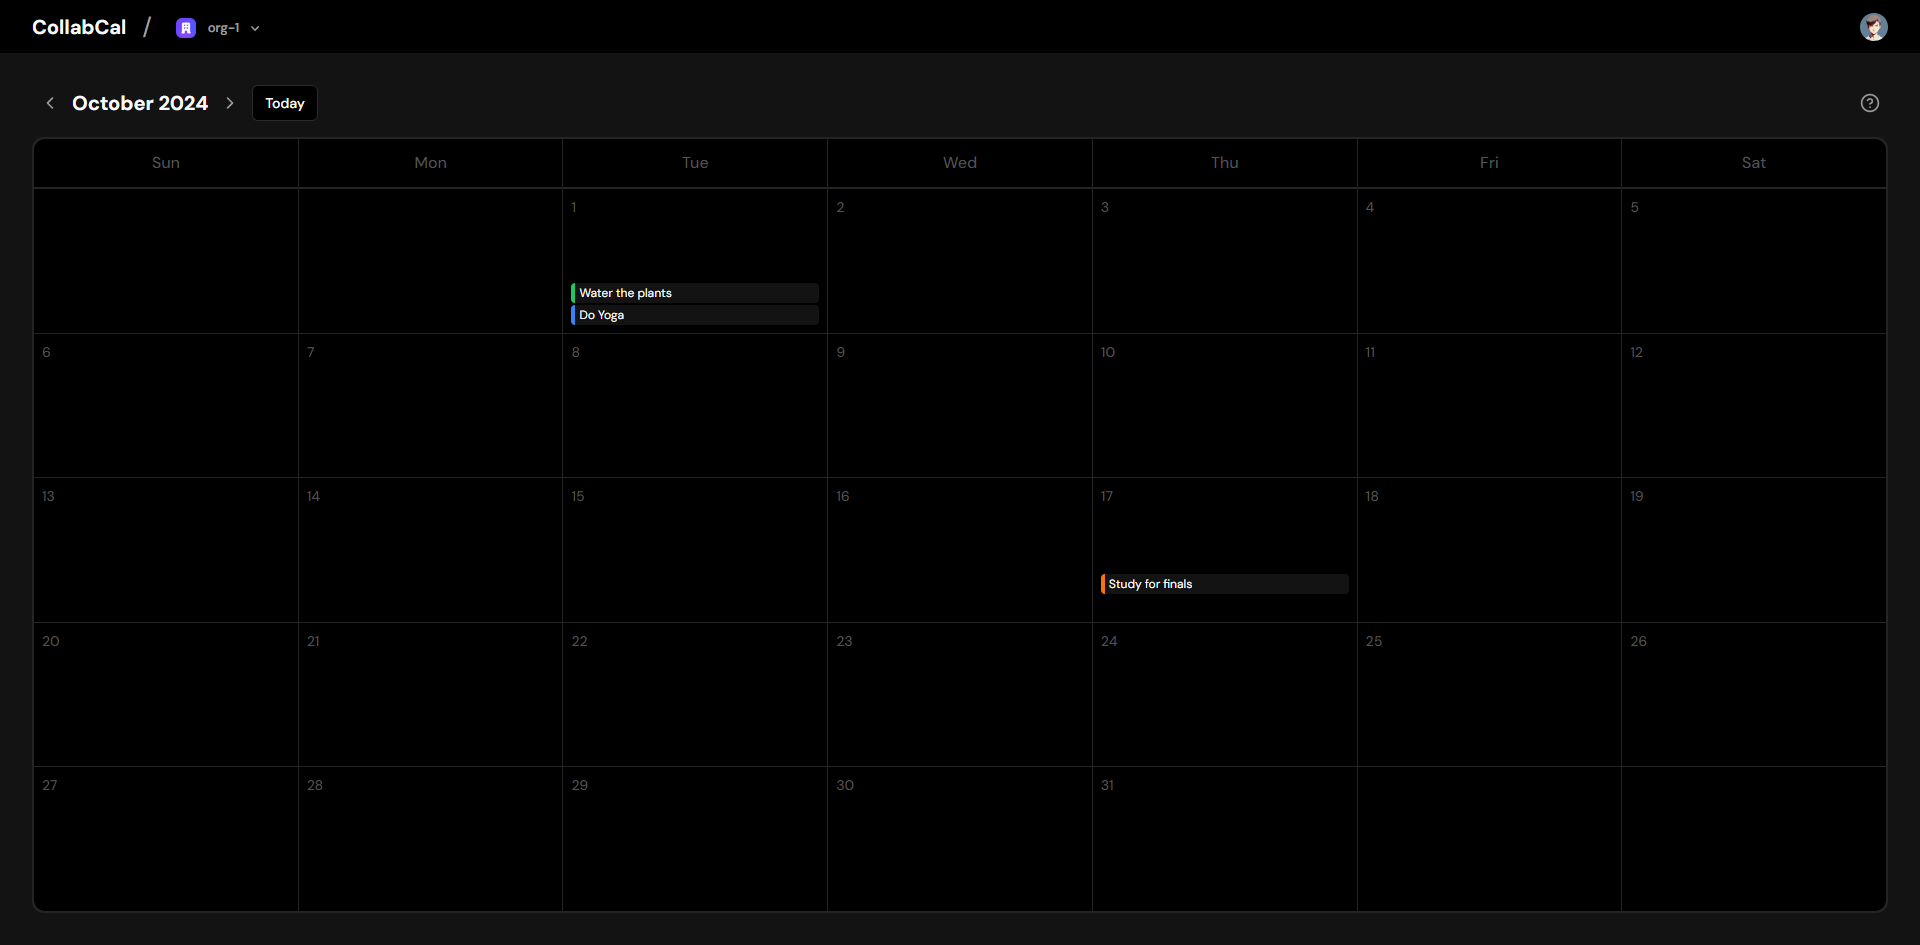 CollabCal / org-1
October 2024 Today
Sun Mon Tue Wed Thu Fri Sat
1 2 3 4 5
Water the plants
Do Yoga
6 7 8 9 10 11 12
13 14 15 16 17 18 19
Study for finals
20 21 22 23 24 25 26
27 28 29 30 31